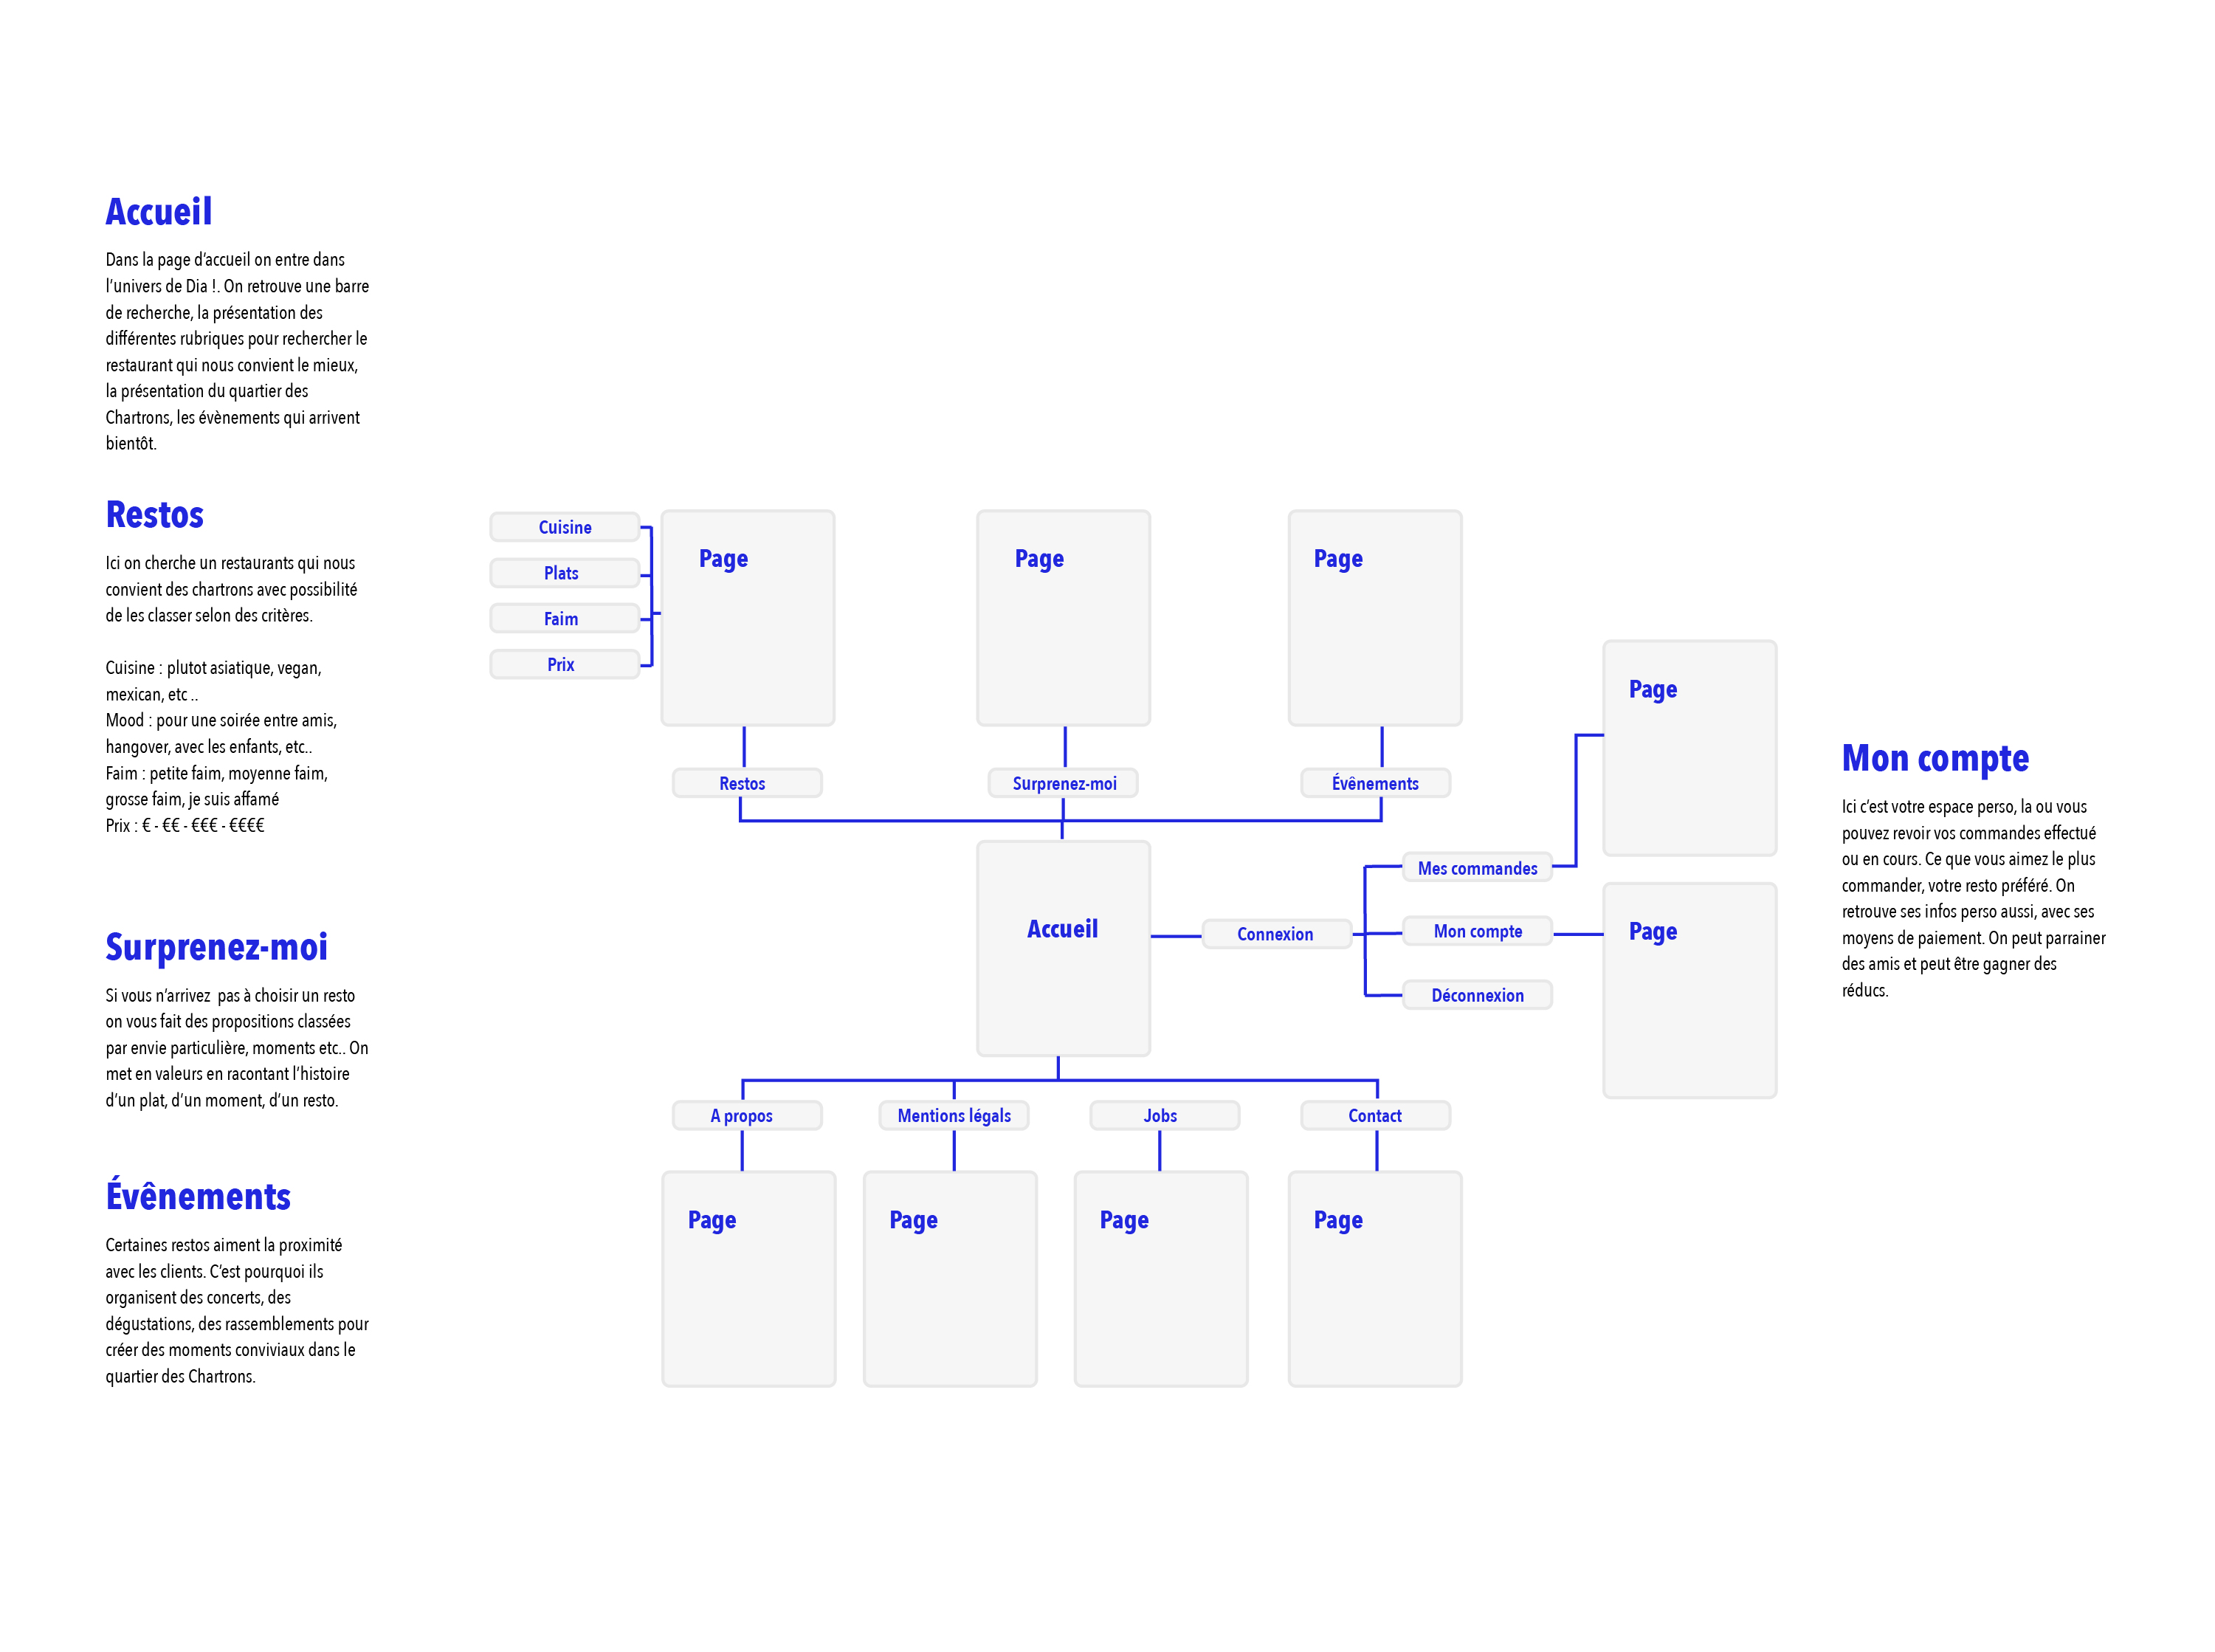 Accueil
Dans la page d'accueil on entre dans
l'univers de Dia !. On retrouve une barre
de recherche, la présentation des
différentes rubriques pour rechercher le
restaurant qui nous convient le mieux,
la présentation du quartier des
Chartrons, les évènements qui arrivent
bientôt.
Restos
Ici on cherche un restaurants qui nous
convient des chartrons avec possibilité
de les classer selon des critères.
Cuisine : plutot asiatique, vegan,
mexican, etc ..
Mood : pour une soirée entre amis,
hangover, avec les enfants, etc..
Faim : petite faim, moyenne faim,
grosse faim, je suis affamé
Prix : € - €€ - €€€ - €€€€
Surprenez-moi
Si vous n'arrivez  pas à choisir un resto
on vous fait des propositions classées
par envie particulière, moments etc.. On
met en valeurs en racontant l'histoire
d'un plat, d'un moment, d'un resto.
Évênements
Certaines restos aiment la proximité
avec les clients. C'est pourquoi ils
organisent des concerts, des
dégustations, des rassemblements pour
créer des moments conviviaux dans le
quartier des Chartrons.
Cuisine
Plats
Faim
Prix
Page
Page
Page
Restos
Surprenez-moi
Évênements
Accueil
Connexion
Mes commandes
Mon compte
Déconnexion
Page
Page
A propos
Mentions légals
Jobs
Contact
Page
Page
Page
Page
Mon compte
Ici c'est votre espace perso, la ou vous
pouvez revoir vos commandes effectué
ou en cours. Ce que vous aimez le plus
commander, votre resto préféré. On
retrouve ses infos perso aussi, avec ses
moyens de paiement. On peut parrainer
des amis et peut être gagner des
réducs.